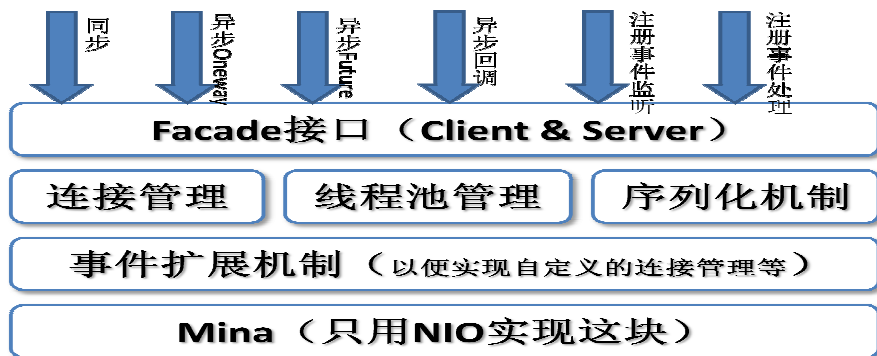 同步
异步Oneway
异步Future
异步回调
注册事件监听
注册事件处理
Facade接口（Client & Server）
连接管理
线程池管理
序列化机制
事件扩展机制（以便实现自定义的连接管理等）
Mina（只用NIO实现这块）